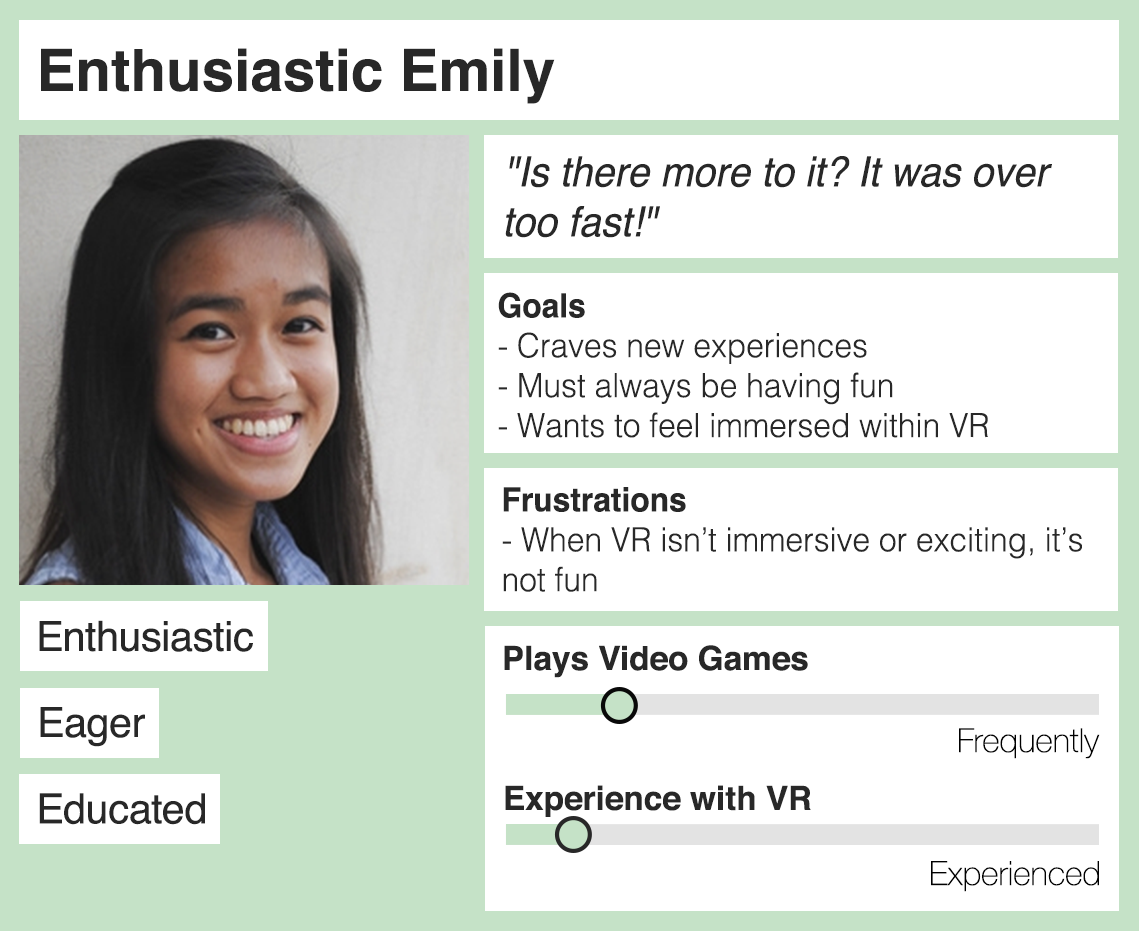 Enthusiastic Emily
"Is there more to it? It was over
too fast!"
Goals
- Craves new experiences
- Must always be having fun
- Wants to feel immersed within VR
Frustrations
- When VR isn’t immersive or exciting, it’s
not fun
Enthusiastic
Eager
Educated
Plays Video Games
Frequently
Experience with VR
Experienced